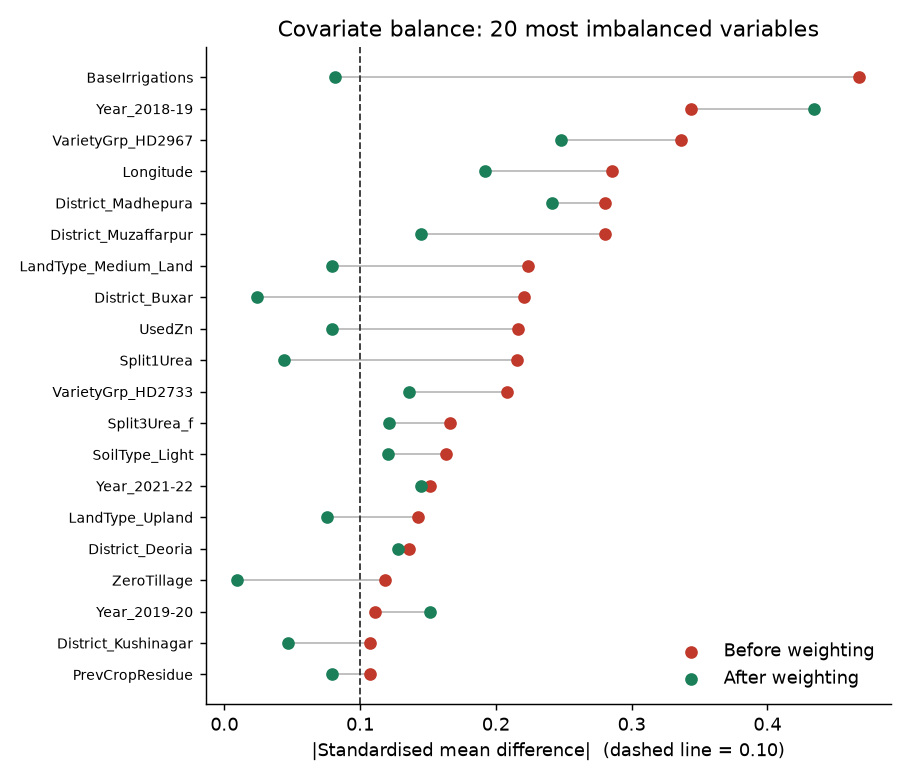 Covariate balance: 20 most imbalanced variables
BaseIrrigations
Year_2018-19
VarietyGrp_HD2967
Longitude
District_Madhepura
District_Muzaffarpur
LandType_Medium_Land
District_Buxar
UsedZn
Split1Urea
VarietyGrp_HD2733
Split3Urea_f
SoilType_Light
Year_2021-22
LandType_Upland
District_Deoria
ZeroTillage
Year_2019-20
District_Kushinagar
PrevCropResidue
Before weighting
After weighting
0.0 0.1 0.2 0.3 0.4
|Standardised mean difference| (dashed line = 0.10)